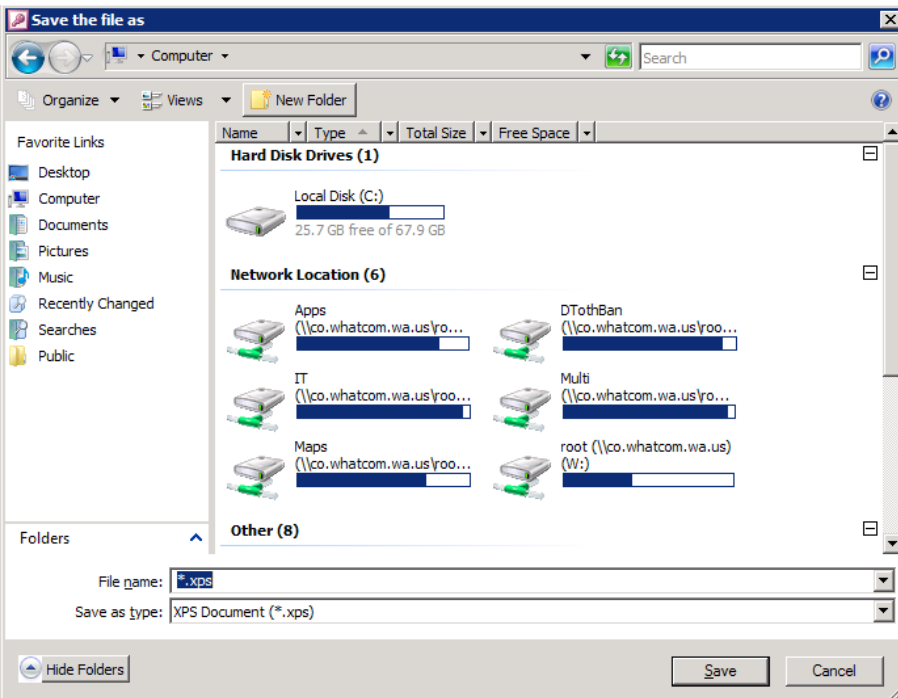 Save the file as
Computer
Search
Organize Views New Folder
Favorite Links
Desktop
Computer
Documents
Pictures
Music
Recently Changed
Searches
Public
Folders
Name Type Total Size Free Space
Hard Disk Drives (1)
Local Disk (C:)
25.7 GB free of 67.9 GB
Network Location (6)
Apps
(\\co.whatcom.wa.us\ro...
DTothBan
(\\co.whatcom.wa.us\roo...
IT
(\\co.whatcom.wa.us\roo...
Multi
(\\co.whatcom.wa.us\roo...
Maps
(\\co.whatcom.wa.us\roo...
root (\\co.whatcom.wa.us)
(W:)
Other (8)
File name: *.xps
Save as type: XPS Document (*.xps)
Hide Folders
Save Cancel